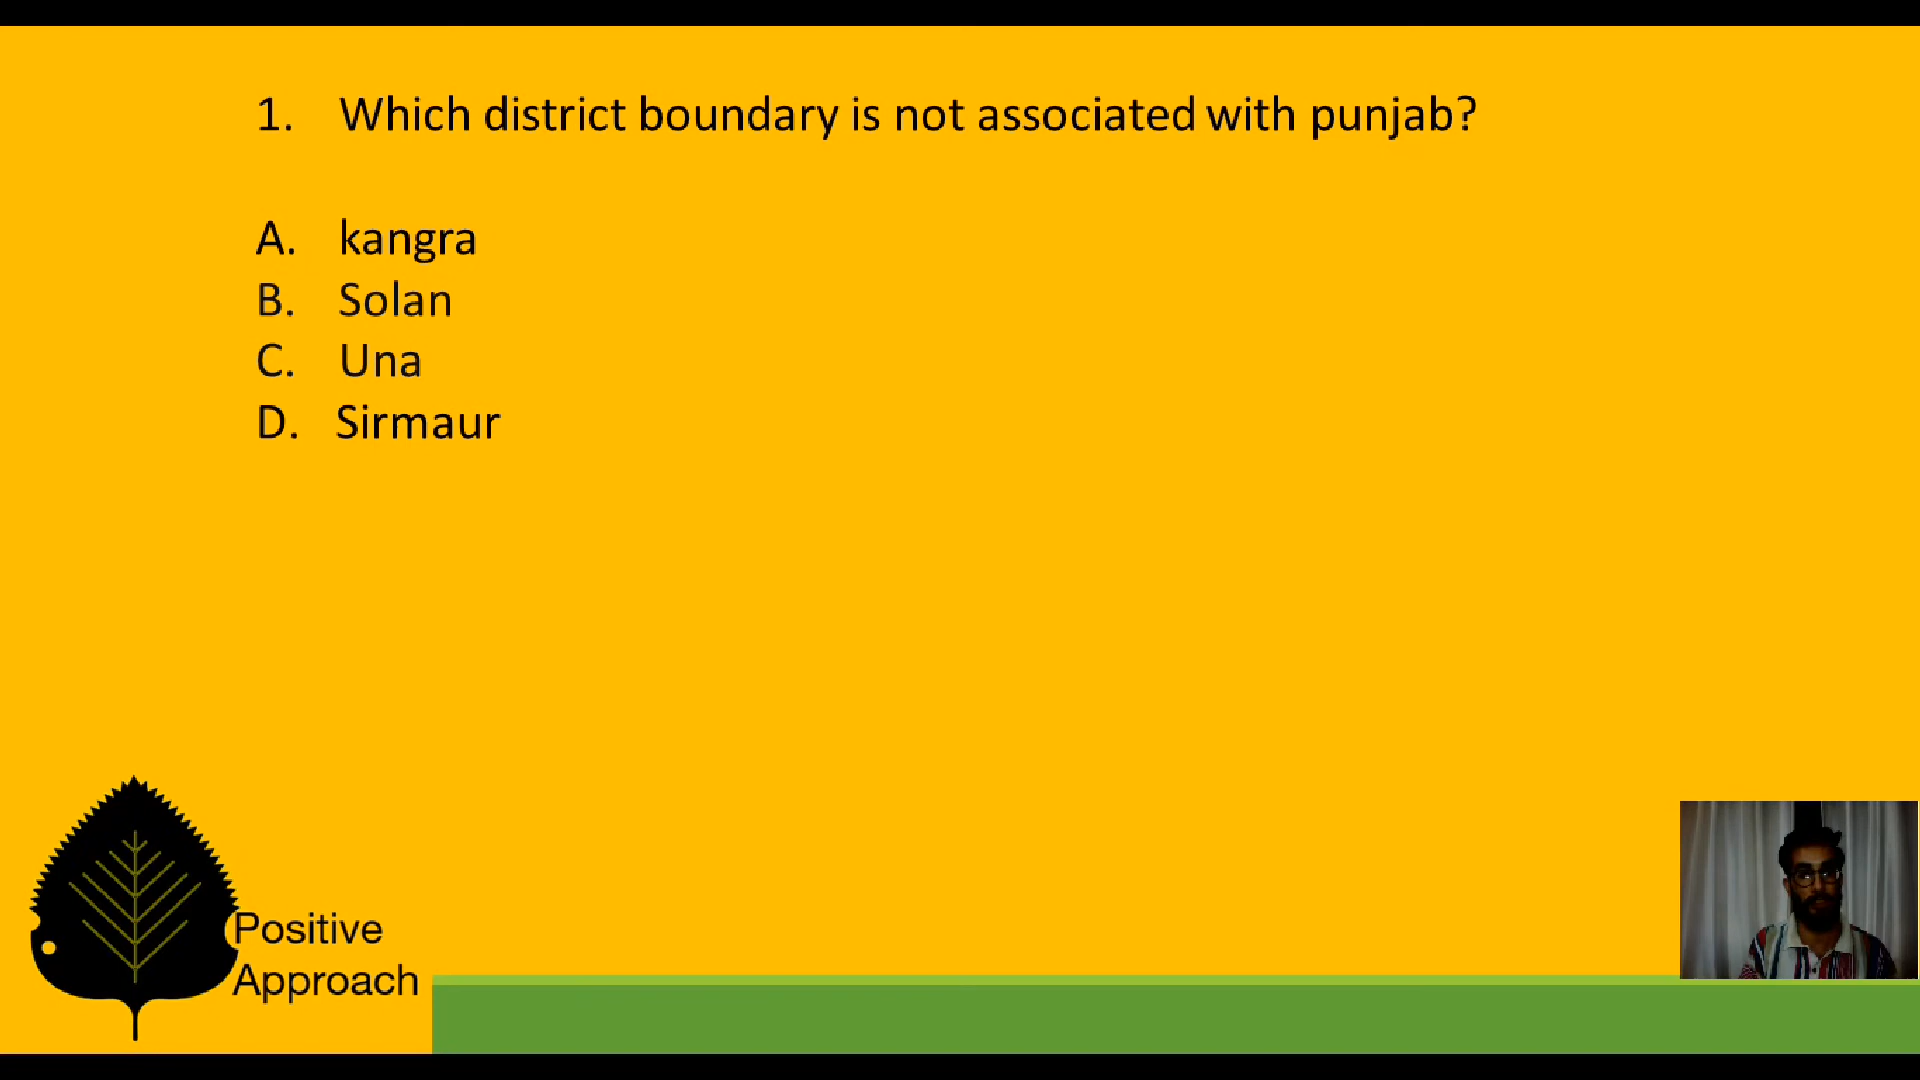 1. Which district boundary is not associated with punjab?
A. kangra
B. Solan
C. Una
D. Sirmaur
Positive
Approach